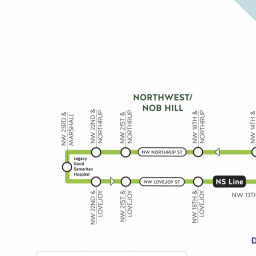 NORTHWEST/
NOB HILL
NW 23RD &
MARSHALL
NW 22ND &
NORTHRUP
NW 21ST &
NORTHRUP
NW 18TH &
NORTHRUP
NW 14TH &
NW NORTHRUP ST
Legacy
Good
Samaritan
Hospital
NW LOVEJOY ST
NS Line
NW 22ND &
LOVEJOY
NW 21ST &
LOVEJOY
NW 18TH &
LOVEJOY
NW 13TH
D